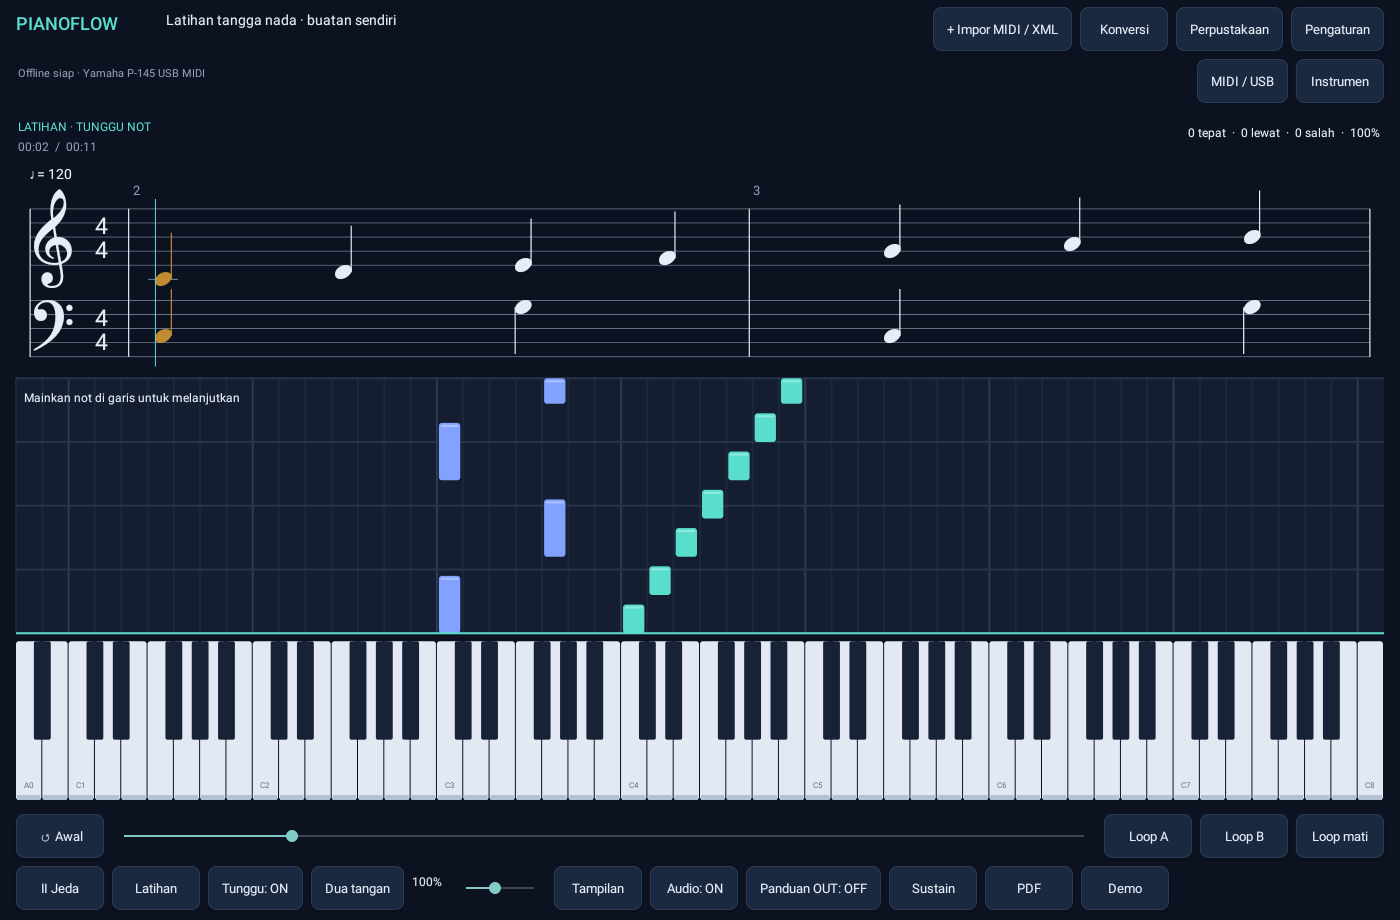 PIANOFLOW
Latihan tangga nada · buatan sendiri
+ Impor MIDI / XML
Konversi
Perpustakaan
Pengaturan
Offline siap · Yamaha P-145 USB MIDI
MIDI / USB
Instrumen
LATIHAN · TUNGGU NOT
00:02 / 00:11
0 tepat · 0 lewat · 0 salah · 100%
♩= 120
2
3
4
4
4
4
Mainkan not di garis untuk melanjutkan
A0
C1
C2
C3
C4
C5
C6
C7
C8
↺ Awal
Loop A
Loop B
Loop mati
II Jeda
Latihan
Tunggu: ON
Dua tangan
100%
Tampilan
Audio: ON
Panduan OUT: OFF
Sustain
PDF
Demo